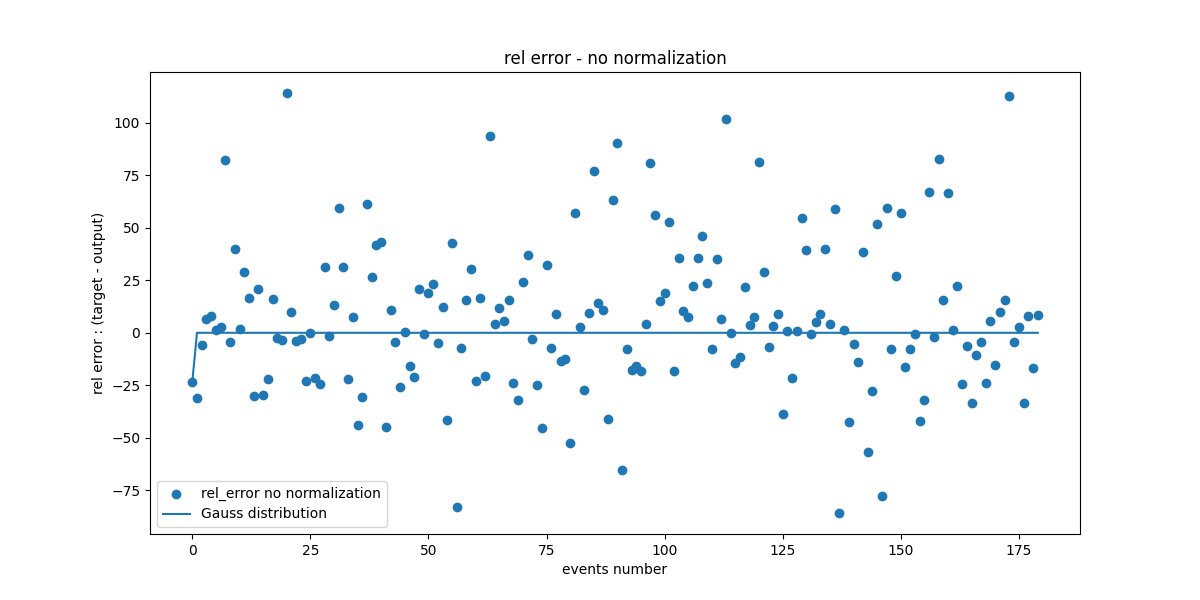 rel error - no normalization
rel error : (target - output)
100
75
50
25
0
−25
−50
−75
rel_error no normalization
Gauss distribution
0 25 50 75 100 125 150 175
events number